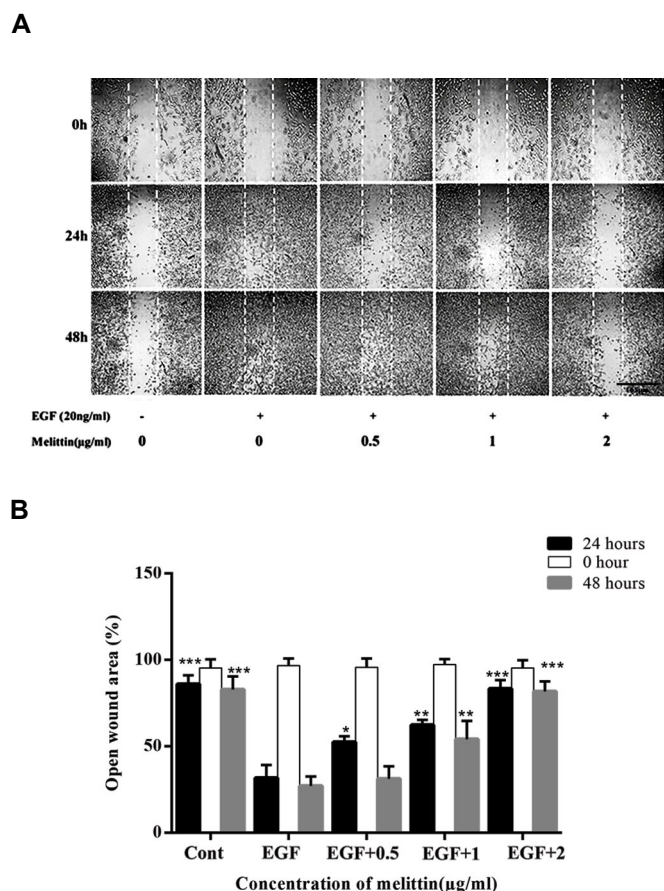 A
0h
24h
48h
EGF (20ng/ml) - + + + +
Melittin(µg/ml) 0 0 0.5 1 2
B
24 hours
0 hour
48 hours
150
100
50
0
Open wound area (%)
*** *** * ** ** *** ***
Cont EGF EGF+0.5 EGF+1 EGF+2
Concentration of melittin(µg/ml)